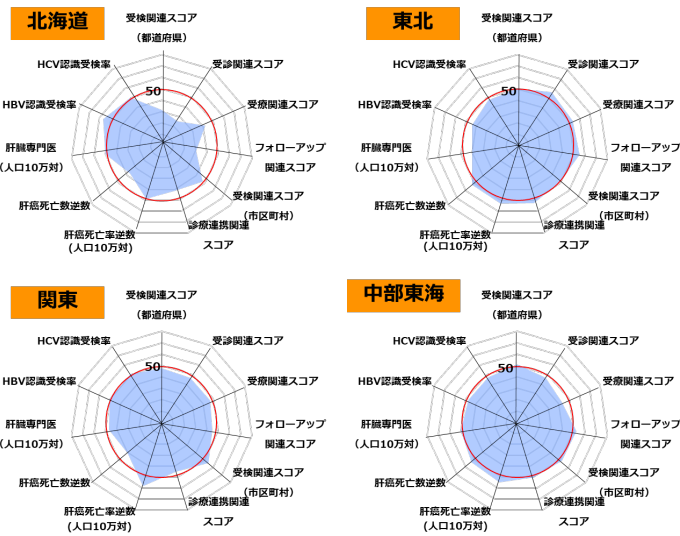 北海道
受検関連スコア
（都道府県）
受診関連スコア
受療関連スコア
フォローアップ
関連スコア
受検関連スコア
（市区町村）
診療連携関連
スコア
肝癌死亡率逆数
（人口10万対）
肝癌死亡数逆数
肝臓専門医
（人口10万対）
HBV認識受検率
HCV認識受検率
50
東北
受検関連スコア
（都道府県）
受診関連スコア
受療関連スコア
フォローアップ
関連スコア
受検関連スコア
（市区町村）
診療連携関連
スコア
肝癌死亡率逆数
（人口10万対）
肝癌死亡数逆数
肝臓専門医
（人口10万対）
HBV認識受検率
HCV認識受検率
50
関東
受検関連スコア
（都道府県）
受診関連スコア
受療関連スコア
フォローアップ
関連スコア
受検関連スコア
（市区町村）
診療連携関連
スコア
肝癌死亡率逆数
（人口10万対）
肝癌死亡数逆数
肝臓専門医
（人口10万対）
HBV認識受検率
HCV認識受検率
50
中部東海
受検関連スコア
（都道府県）
受診関連スコア
受療関連スコア
フォローアップ
関連スコア
受検関連スコア
（市区町村）
診療連携関連
スコア
肝癌死亡率逆数
（人口10万対）
肝癌死亡数逆数
肝臓専門医
（人口10万対）
HBV認識受検率
HCV認識受検率
50